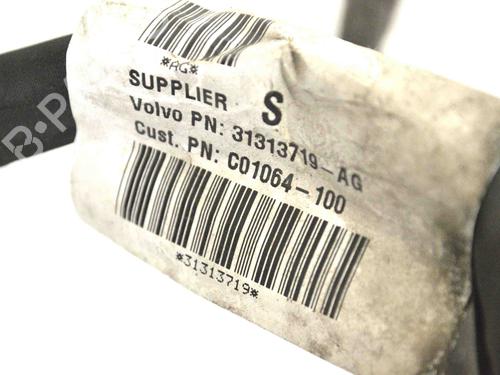 *AG*
SUPPLIER S
Volvo PN: 31313719-AG
Cust. PN: C01064-100
*31313719*